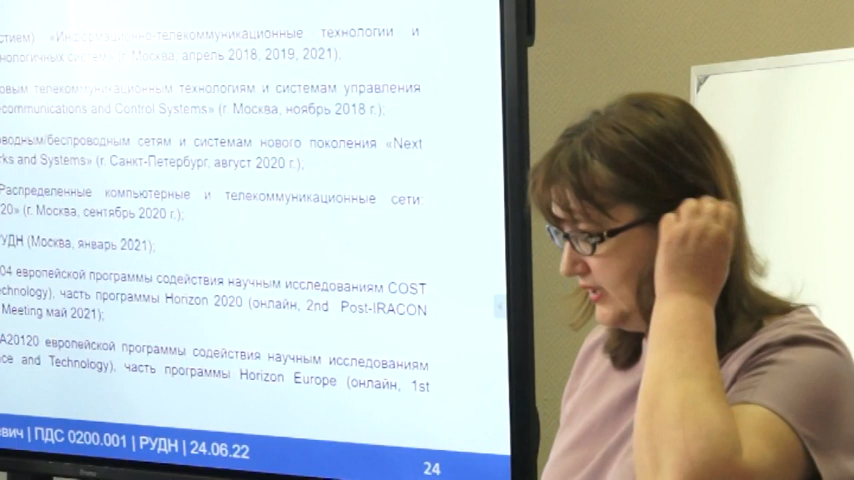 стием) «Информационно-телекоммуникационные технологии и
нологичных систем» (г. Москва, апрель 2018, 2019, 2021).
овым телекоммуникационным технологиям и системам управления
ecommunications and Control Systems» (г. Москва, ноябрь 2018 г.);
оводным/беспроводным сетям и системам нового поколения «Next
rks and Systems» (г. Санкт-Петербург, август 2020 г.),
Распределенные компьютерные и телекоммуникационные сети:
20» (г. Москва, сентябрь 2020 г.);
РУДН (Москва, январь 2021);
04 европейской программы содействия научным исследованиям COST
echnology), часть программы Horizon 2020 (онлайн, 2nd Post-IRACON
Meeting май 2021);
A20120 европейской программы содействия научным исследованиям
ce and Technology), часть программы Horizon Europe (онлайн, 1st
евич | ПДС 0200.001 | РУДН | 24.06.22
24